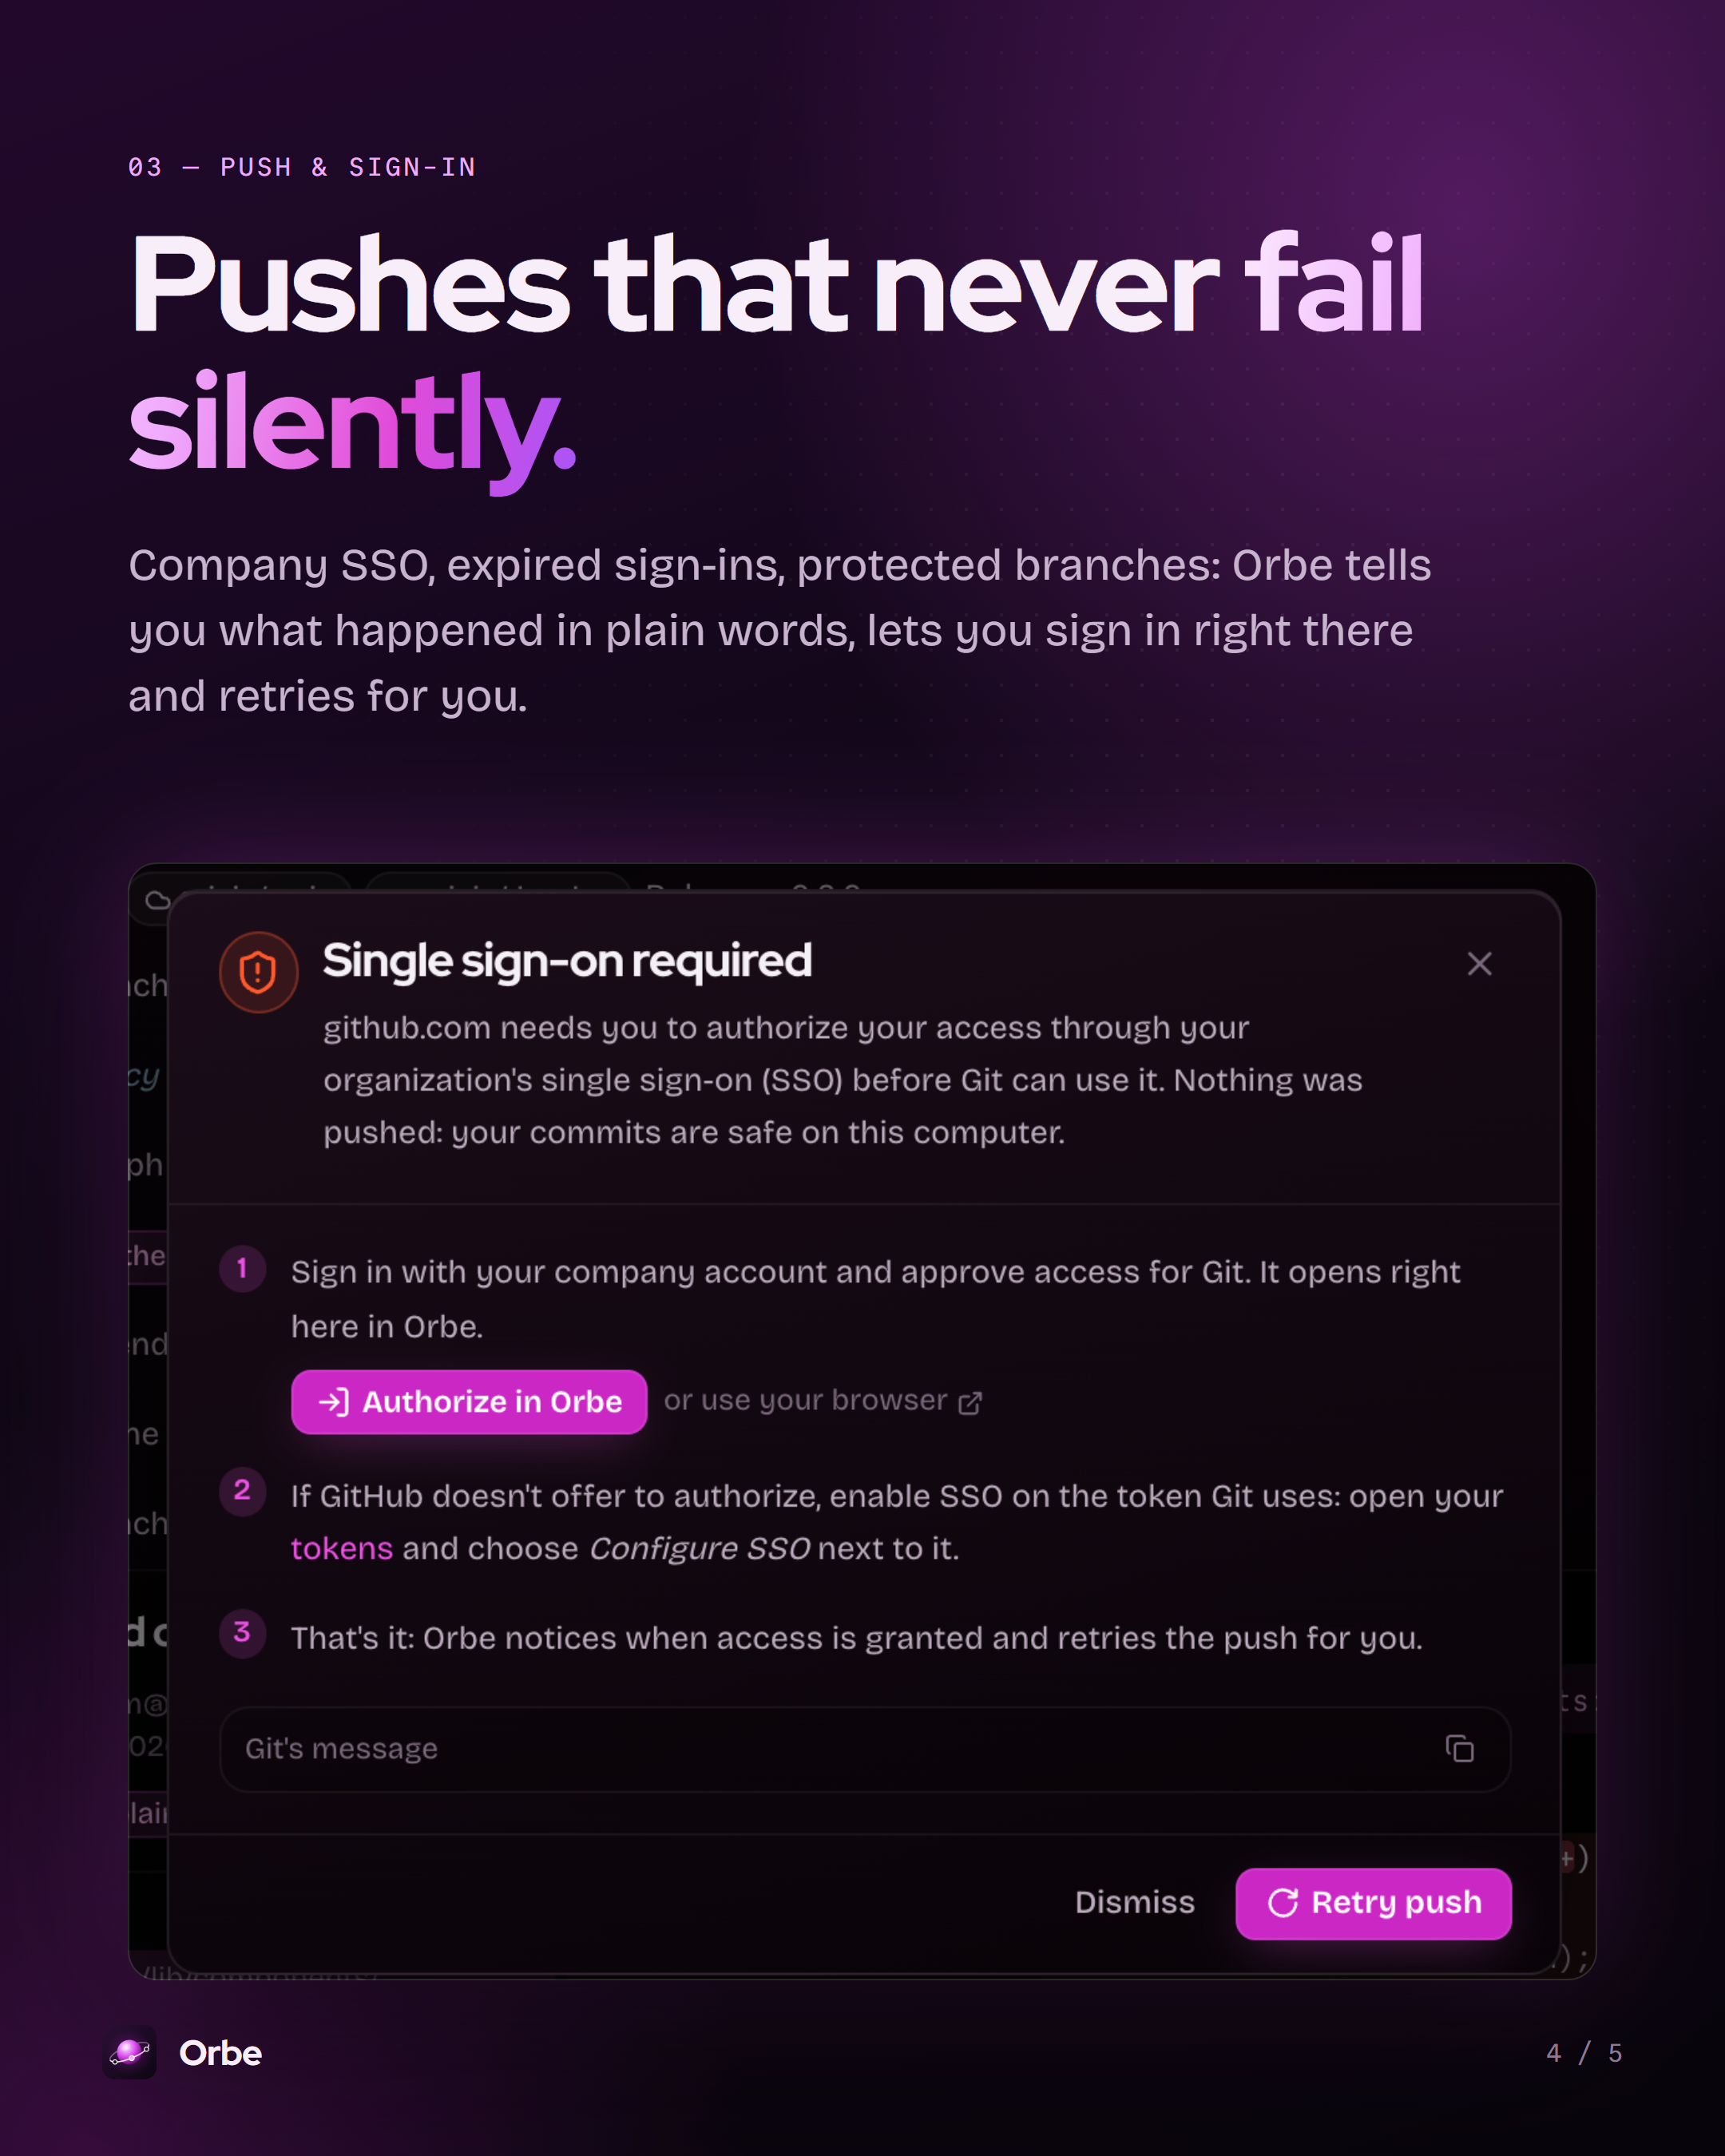 03 — PUSH & SIGN-IN
Pushes that never fail
silently.
Company SSO, expired sign-ins, protected branches: Orbe tells
you what happened in plain words, lets you sign in right there
and retries for you.
Single sign-on required
github.com needs you to authorize your access through your
organization's single sign-on (SSO) before Git can use it. Nothing was
pushed: your commits are safe on this computer.
1 Sign in with your company account and approve access for Git. It opens right
here in Orbe.
Authorize in Orbe or use your browser
2 If GitHub doesn't offer to authorize, enable SSO on the token Git uses: open your
tokens and choose Configure SSO next to it.
3 That's it: Orbe notices when access is granted and retries the push for you.
Git's message
Dismiss Retry push
Orbe
4 / 5